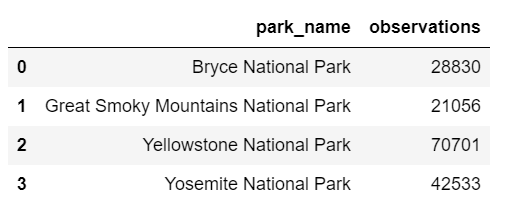 park_name observations
0 Bryce National Park 28830
1 Great Smoky Mountains National Park 21056
2 Yellowstone National Park 70701
3 Yosemite National Park 42533